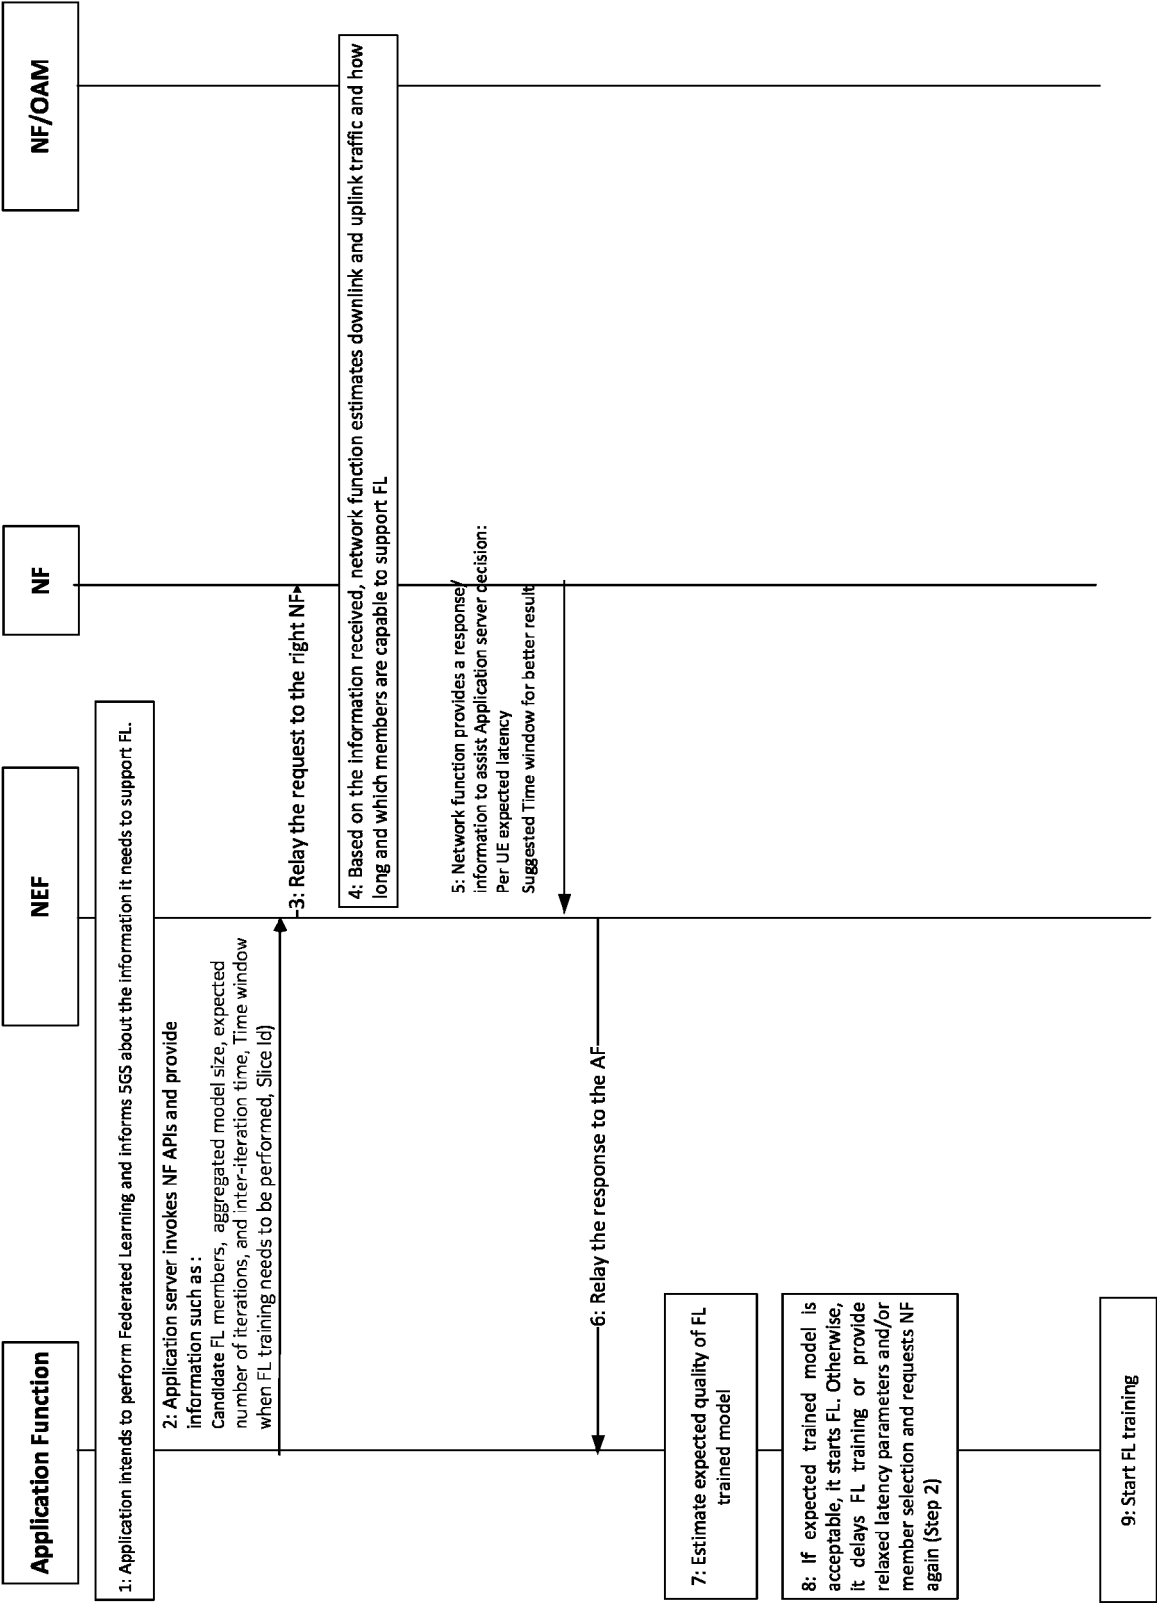 Application Function
NEF
NF
NF/OAM
1: Application intends to perform Federated Learning and informs 5GS about the information it needs to support FL.
2: Application server invokes NF APIs and provide
information such as :
Candidate FL members, aggregated model size, expected
number of iterations, and inter-iteration time, Time window
when FL training needs to be performed, Slice Id)
3: Relay the request to the right NF
4: Based on the information received, network function estimates downlink and uplink traffic and how
long and which members are capable to support FL
5: Network function provides a response/
information to assist Application server decision:
Per UE expected latency
Suggested Time window for better result
6: Relay the response to the AF
7: Estimate expected quality of FL
trained model
8: If expected trained model is
acceptable, it starts FL. Otherwise,
it delays FL training or provide
relaxed latency parameters and/or
member selection and requests NF
again (Step 2)
9: Start FL training